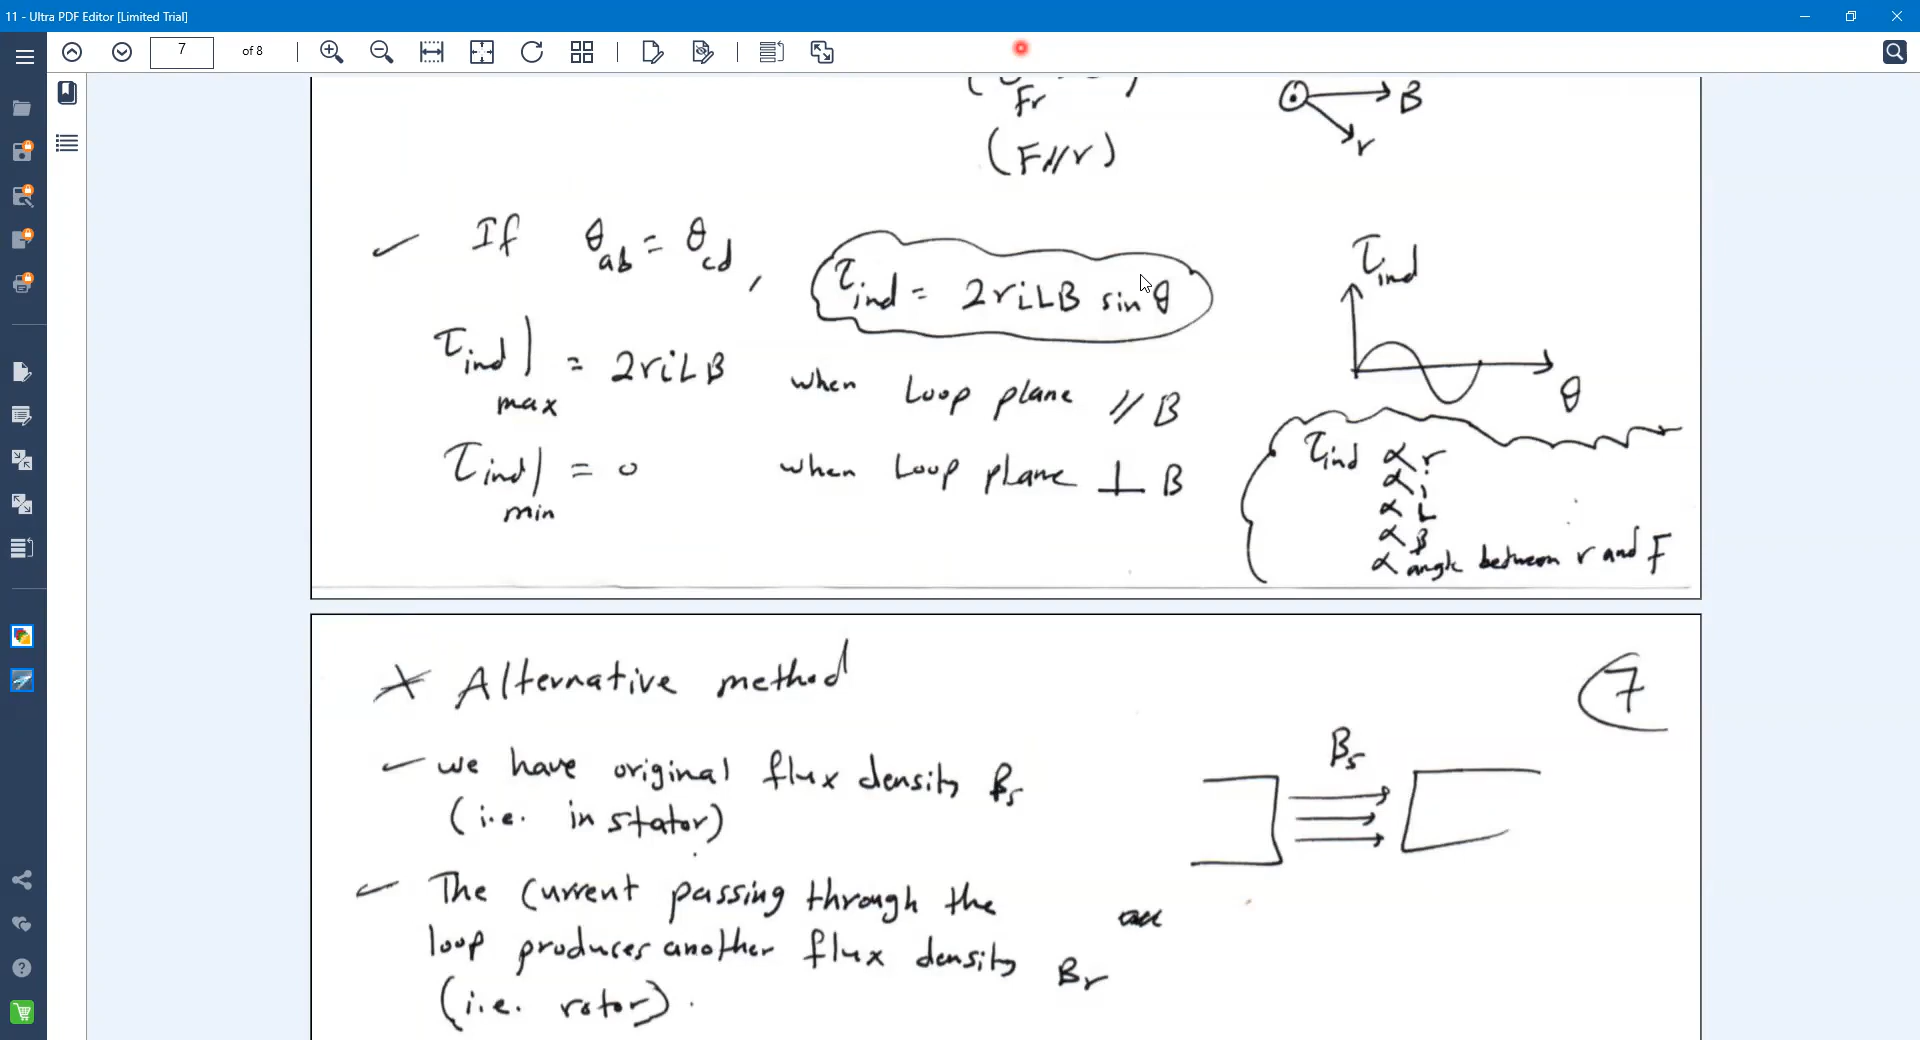 11 - Ultra PDF Editor [Limited Trial]
7 of 8
Fr
(F//r)
B
r
If θab = θcd , τind = 2riLB sin θ
τind
θ
τind|max = 2riLB when Loop plane // B
τind|min = 0 when Loop plane ⊥ B
τind ∝ r
∝ i
∝ L
∝ B
∝ angle between r and F
* Alternative method
7
we have original flux density Bs
(i.e. in stator)
Bs
The current passing through the
loop produces another flux density Br
(i.e. rotor).